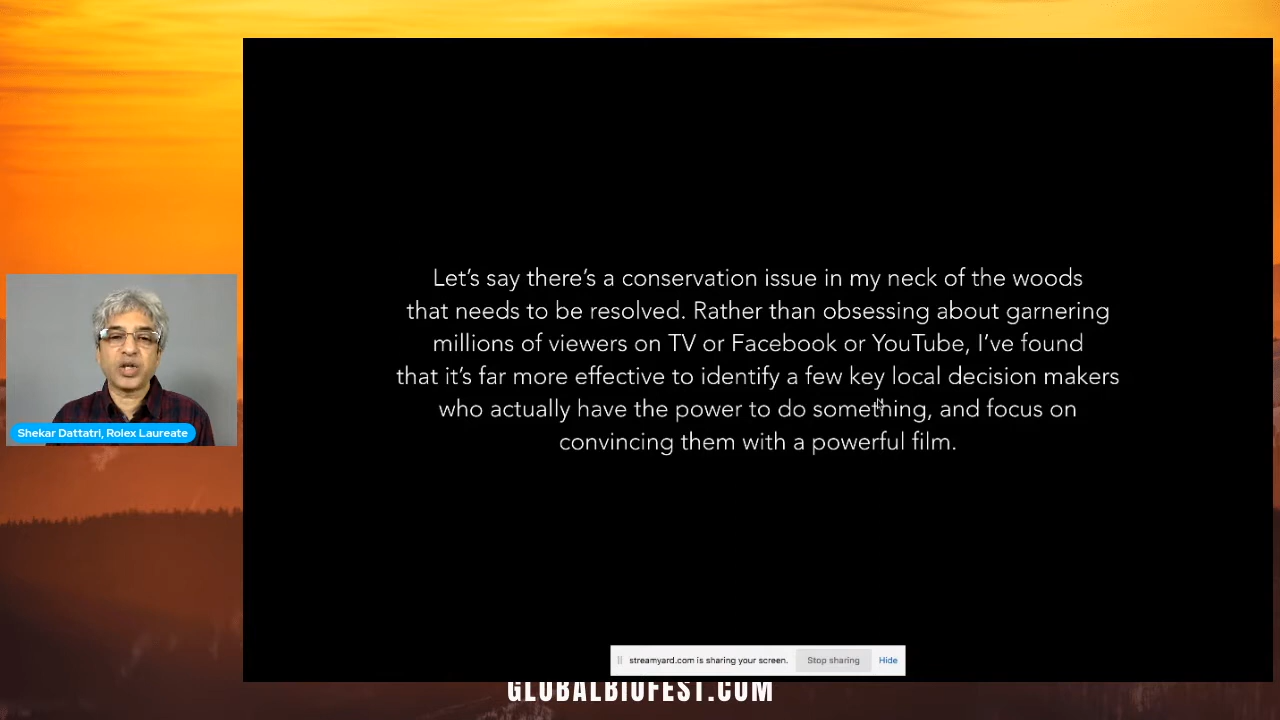 Let's say there's a conservation issue in my neck of the woods
that needs to be resolved. Rather than obsessing about garnering
millions of viewers on TV or Facebook or YouTube, I've found
that it's far more effective to identify a few key local decision makers
who actually have the power to do something, and focus on
convincing them with a powerful film.
Shekar Dattatri, Rolex Laureate
streamyard.com is sharing your screen. Stop sharing Hide
GLOBALBIOFEST.COM